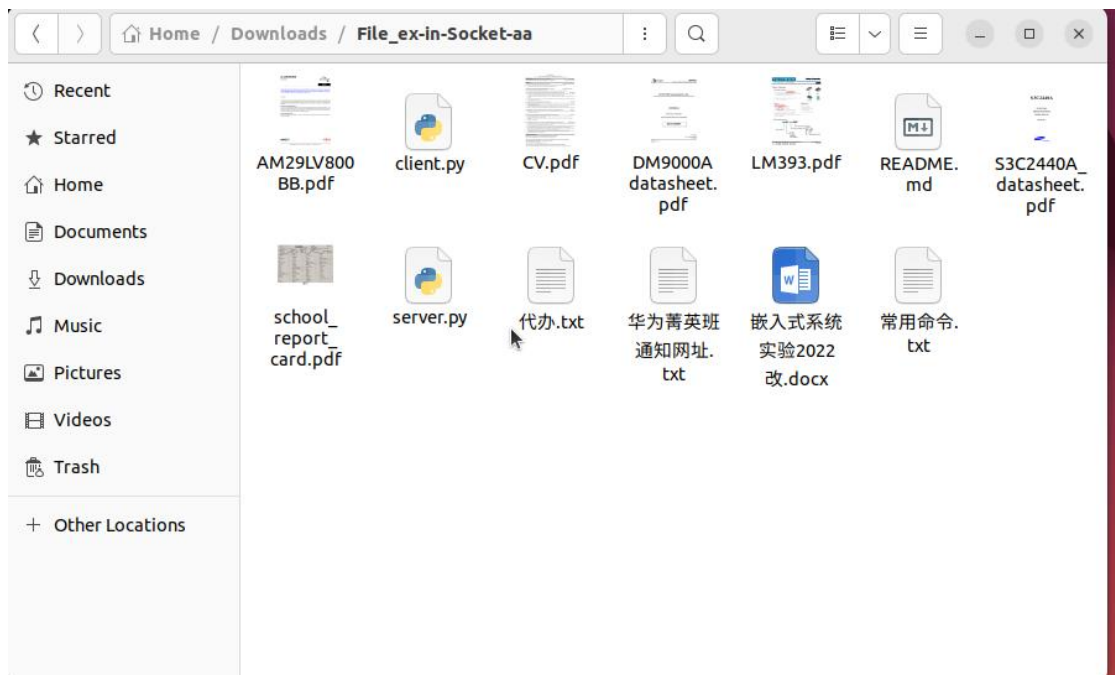 Home / Downloads / File_ex-in-Socket-aa
Recent
Starred
Home
Documents
Downloads
Music
Pictures
Videos
Trash
Other Locations
AM29LV800
BB.pdf
client.py
CV.pdf
DM9000A
datasheet.
pdf
LM393.pdf
README.
md
S3C2440A_
datasheet.
pdf
school_
report_
card.pdf
server.py
代办.txt
华为菁英班
通知网址.
txt
嵌入式系统
实验2022
改.docx
常用命令.
txt